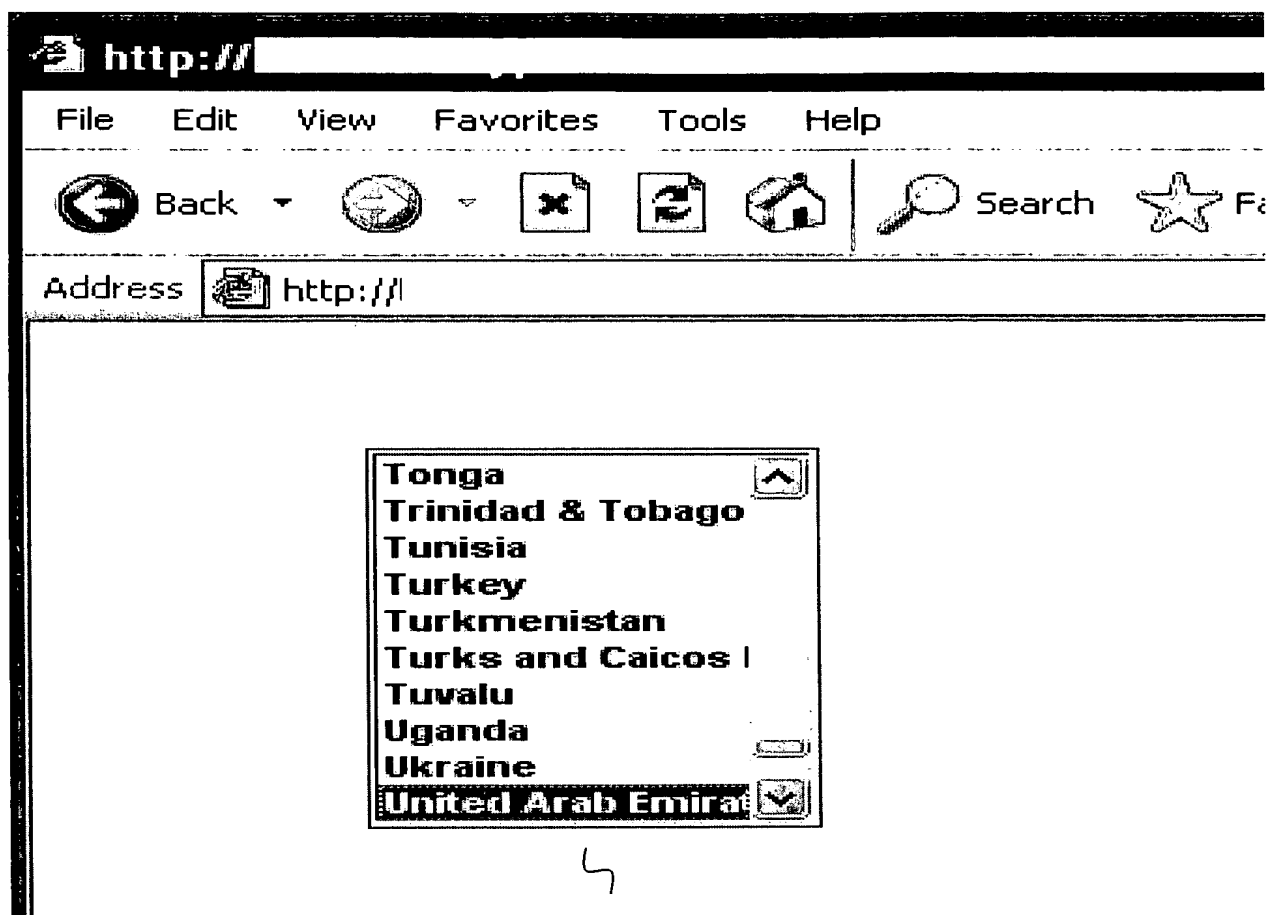 http://
File Edit View Favorites Tools Help
Back Search
Address http://
Tonga
Trinidad & Tobago
Tunisia
Turkey
Turkmenistan
Turks and Caicos
Tuvalu
Uganda
Ukraine
United Arab Emirat